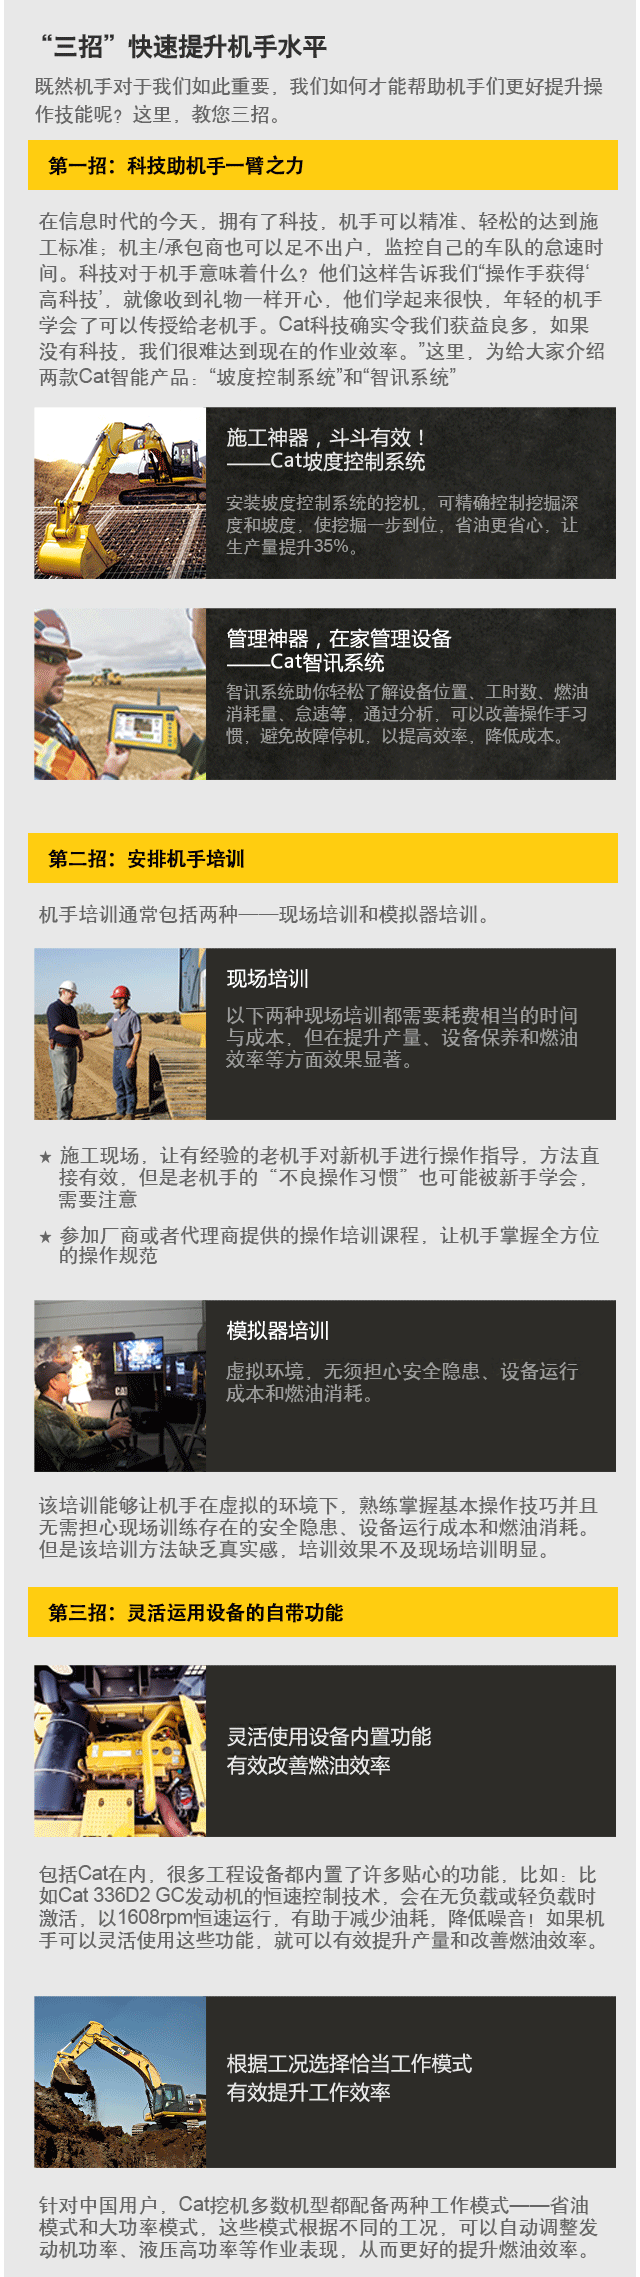 “三招”快速提升机手水平
既然机手对于我们如此重要，我们如何才能帮助机手们更好提升操
作技能呢？这里，教您三招。
第一招：科技助机手一臂之力
在信息时代的今天，拥有了科技，机手可以精准、轻松的达到施
工标准；机主/承包商也可以足不出户，监控自己的车队的怠速时
间。科技对于机手意味着什么？他们这样告诉我们“操作手获得‘
高科技’，就像收到礼物一样开心，他们学起来很快，年轻的机手
学会了可以传授给老机手。Cat科技确实令我们获益良多，如果
没有科技，我们很难达到现在的作业效率。”这里，为给大家介绍
两款Cat智能产品：“坡度控制系统”和“智讯系统”
施工神器，斗斗有效！
——Cat坡度控制系统
安装坡度控制系统的挖机，可精确控制挖掘深
度和坡度，使挖掘一步到位，省油更省心，让
生产量提升35%。
管理神器，在家管理设备
——Cat智讯系统
智讯系统助你轻松了解设备位置、工时数、燃油
消耗量、怠速等，通过分析，可以改善操作手习
惯，避免故障停机，以提高效率，降低成本。
第二招：安排机手培训
机手培训通常包括两种——现场培训和模拟器培训。
现场培训
以下两种现场培训都需要耗费相当的时间
与成本，但在提升产量、设备保养和燃油
效率等方面效果显著。
★ 施工现场，让有经验的老机手对新机手进行操作指导，方法直
接有效，但是老机手的“不良操作习惯”也可能被新手学会，
需要注意
★ 参加厂商或者代理商提供的操作培训课程，让机手掌握全方位
的操作规范
模拟器培训
虚拟环境，无须担心安全隐患、设备运行
成本和燃油消耗。
该培训能够让机手在虚拟的环境下，熟练掌握基本操作技巧并且
无需担心现场训练存在的安全隐患、设备运行成本和燃油消耗。
但是该培训方法缺乏真实感，培训效果不及现场培训明显。
第三招：灵活运用设备的自带功能
灵活使用设备内置功能
有效改善燃油效率
包括Cat在内，很多工程设备都内置了许多贴心的功能，比如：比
如Cat 336D2 GC发动机的恒速控制技术，会在无负载或轻负载时
激活，以1608rpm恒速运行，有助于减少油耗，降低噪音！如果机
手可以灵活使用这些功能，就可以有效提升产量和改善燃油效率。
根据工况选择恰当工作模式
有效提升工作效率
针对中国用户，Cat挖机多数机型都配备两种工作模式——省油
模式和大功率模式，这些模式根据不同的工况，可以自动调整发
动机功率、液压高功率等作业表现，从而更好的提升燃油效率。